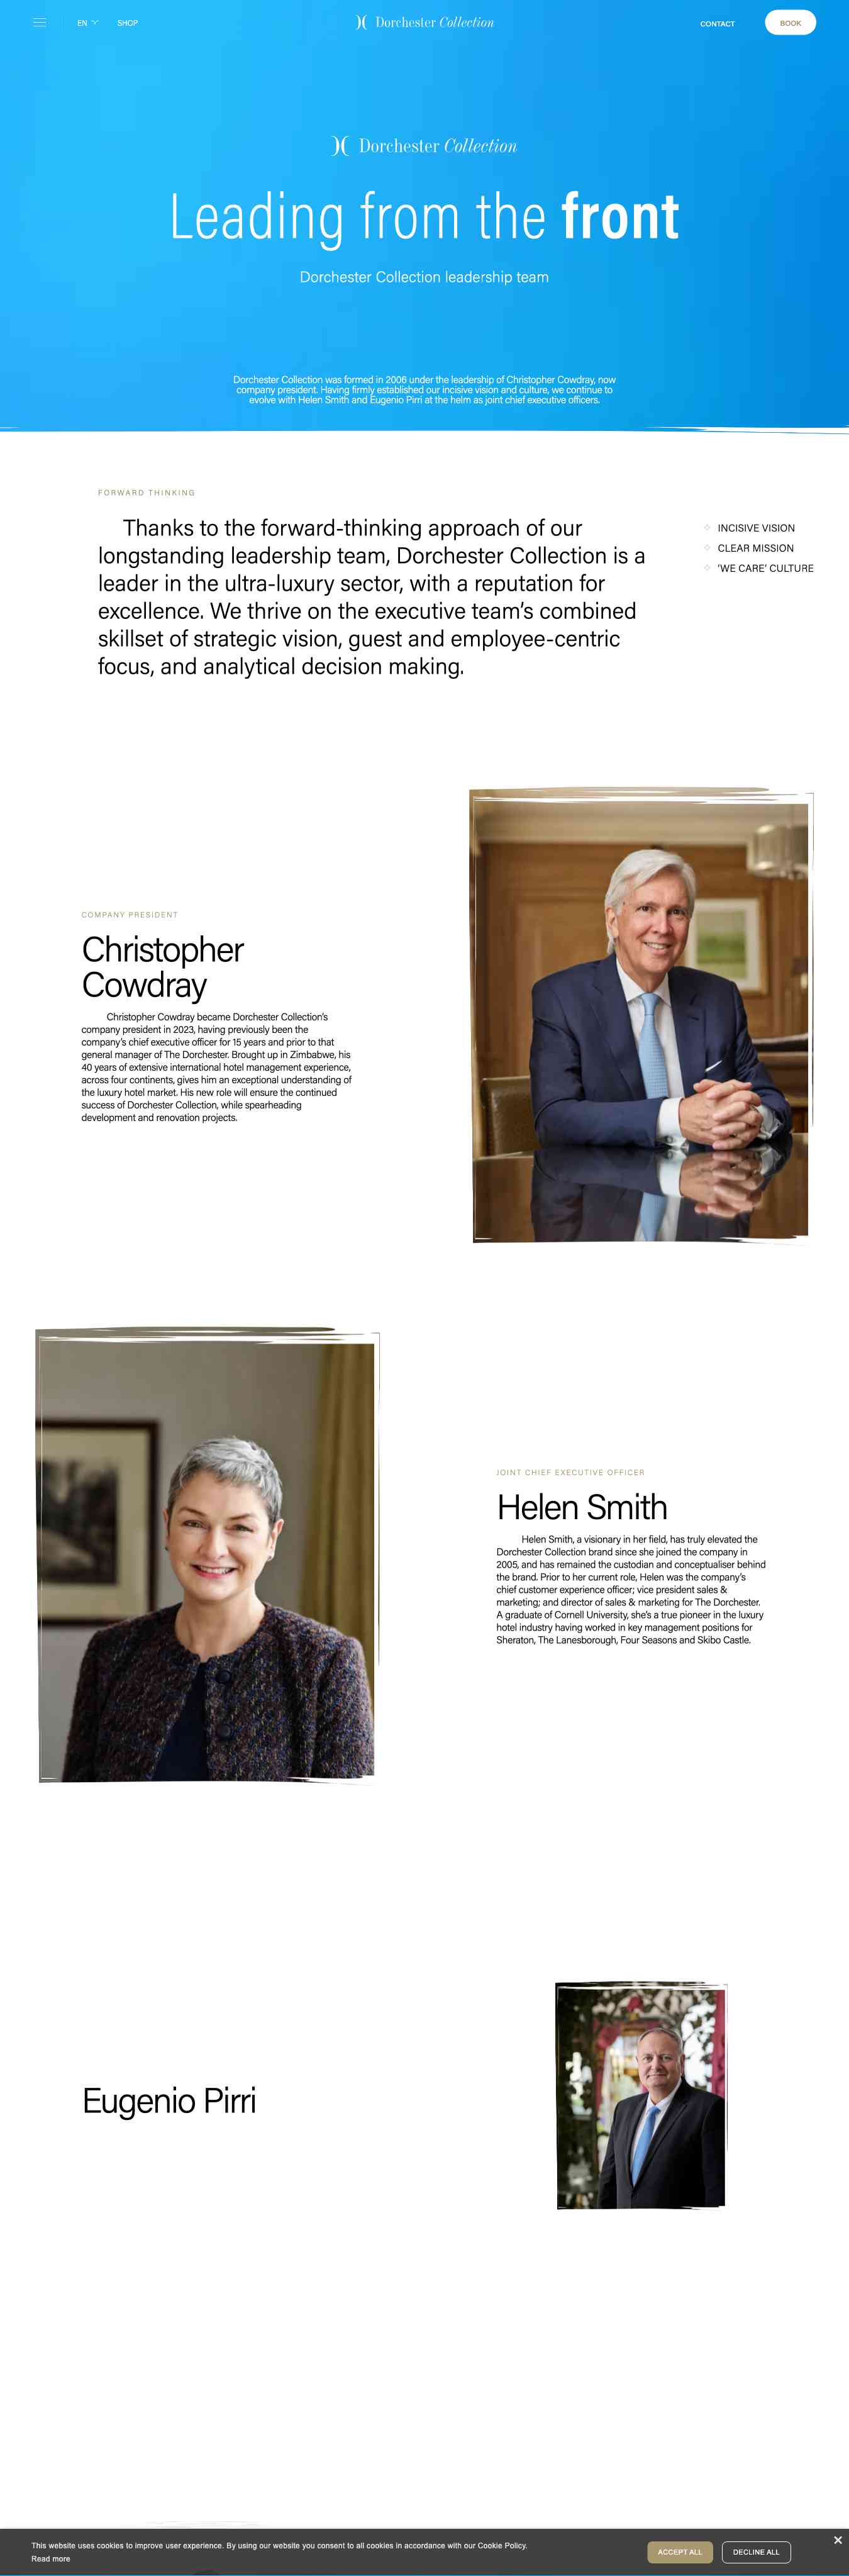 EN
SHOP
Dorchester Collection
CONTACT
BOOK
Dorchester Collection
Leading from the front
Dorchester Collection leadership team
Dorchester Collection was formed in 2006 under the leadership of Christopher Cowdray, now
company president. Having firmly established our incisive vision and culture, we continue to
evolve with Helen Smith and Eugenio Pirri at the helm as joint chief executive officers.
FORWARD THINKING
Thanks to the forward-thinking approach of our
longstanding leadership team, Dorchester Collection is a
leader in the ultra-luxury sector, with a reputation for
excellence. We thrive on the executive team’s combined
skillset of strategic vision, guest and employee-centric
focus, and analytical decision making.
INCISIVE VISION
CLEAR MISSION
‘WE CARE’ CULTURE
COMPANY PRESIDENT
Christopher
Cowdray
Christopher Cowdray became Dorchester Collection’s
company president in 2023, having previously been the
company’s chief executive officer for 15 years and prior to that
general manager of The Dorchester. Brought up in Zimbabwe, his
40 years of extensive international hotel management experience,
across four continents, gives him an exceptional understanding of
the luxury hotel market. His new role will ensure the continued
success of Dorchester Collection, while spearheading
development and renovation projects.
JOINT CHIEF EXECUTIVE OFFICER
Helen Smith
Helen Smith, a visionary in her field, has truly elevated the
Dorchester Collection brand since she joined the company in
2005, and has remained the custodian and conceptualiser behind
the brand. Prior to her current role, Helen was the company’s
chief customer experience officer; vice president sales &
marketing; and director of sales & marketing for The Dorchester.
A graduate of Cornell University, she’s a true pioneer in the luxury
hotel industry having worked in key management positions for
Sheraton, The Lanesborough, Four Seasons and Skibo Castle.
Eugenio Pirri
This website uses cookies to improve user experience. By using our website you consent to all cookies in accordance with our Cookie Policy.
Read more
ACCEPT ALL
DECLINE ALL